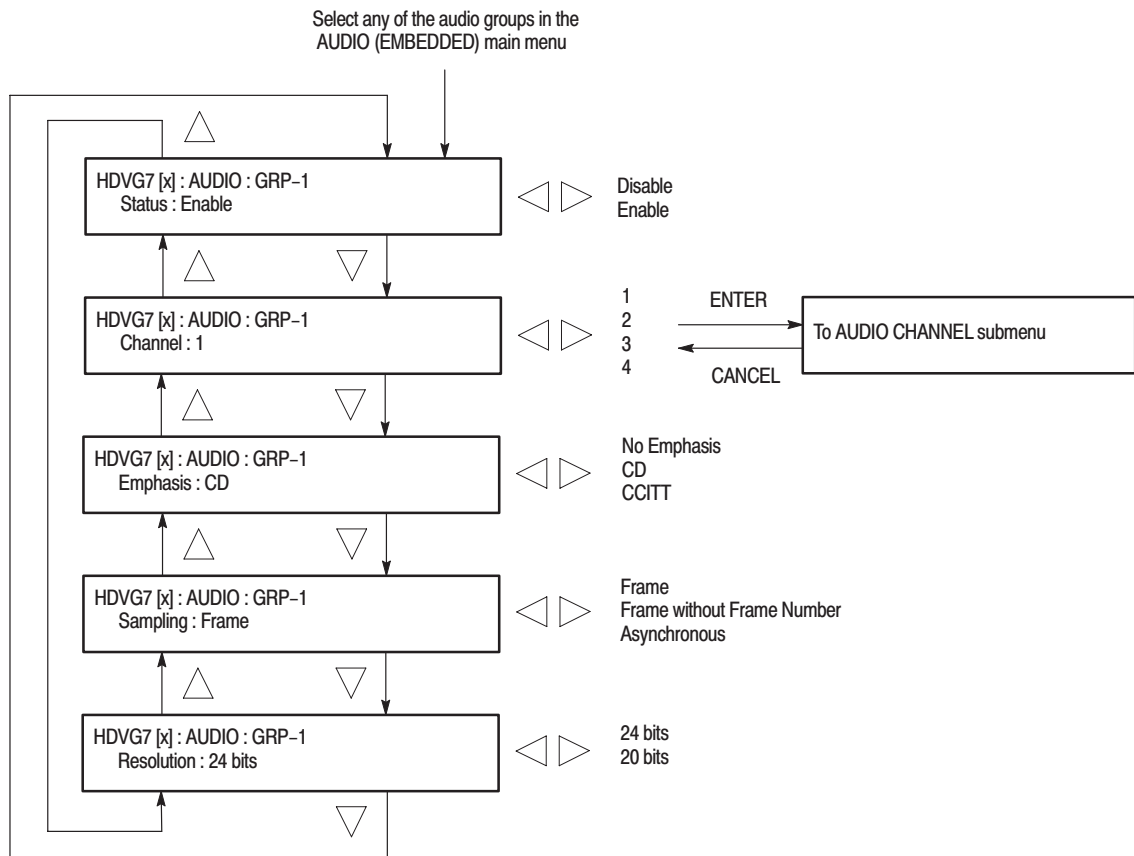 Select any of the audio groups in the
AUDIO (EMBEDDED) main menu
HDVG7 [x] : AUDIO : GRP–1
Status : Enable
Disable
Enable
HDVG7 [x] : AUDIO : GRP–1
Channel : 1
1
2
3
4
ENTER
CANCEL
To AUDIO CHANNEL submenu
HDVG7 [x] : AUDIO : GRP–1
Emphasis : CD
No Emphasis
CD
CCITT
HDVG7 [x] : AUDIO : GRP–1
Sampling : Frame
Frame
Frame without Frame Number
Asynchronous
HDVG7 [x] : AUDIO : GRP–1
Resolution : 24 bits
24 bits
20 bits